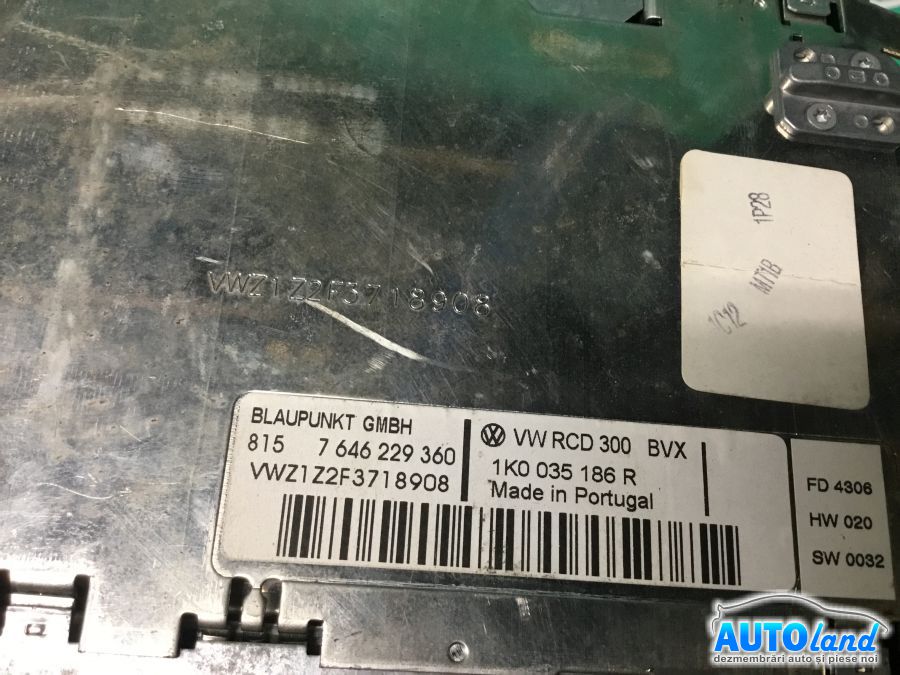 1P28
MT1B
1C12
VWZ1Z2F3718908
BLAUPUNKT GMBH
815 7 646 229 360
VWZ1Z2F3718908
VW RCD 300 BVX
1K0 035 186 R
Made in Portugal
FD 4306
HW 020
SW 0032
AUTOland
dezmembrări auto și piese noi